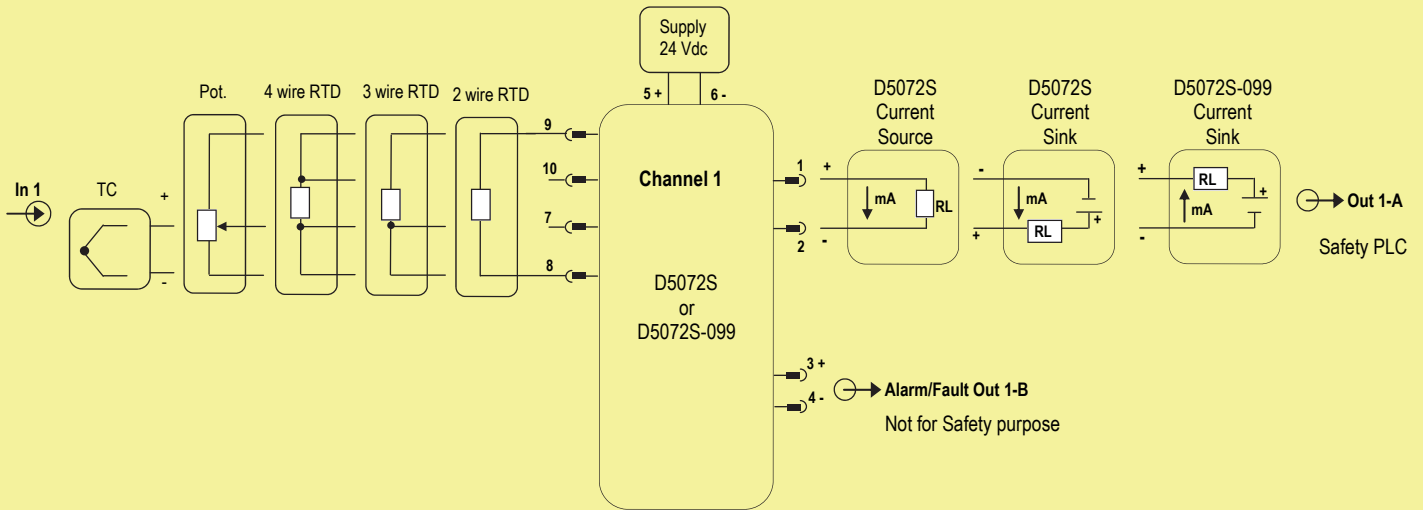 Supply
24 Vdc
5 +
6 -
Pot.
4 wire RTD
3 wire RTD
2 wire RTD
In 1
TC
+
-
9
10
7
8
Channel 1
D5072S
or
D5072S-099
1
2
3 +
4 -
D5072S
Current
Source
+
mA
RL
-
D5072S
Current
Sink
-
mA
+
RL
+
D5072S-099
Current
Sink
+
RL
+
mA
-
Out 1-A
Safety PLC
Alarm/Fault Out 1-B
Not for Safety purpose